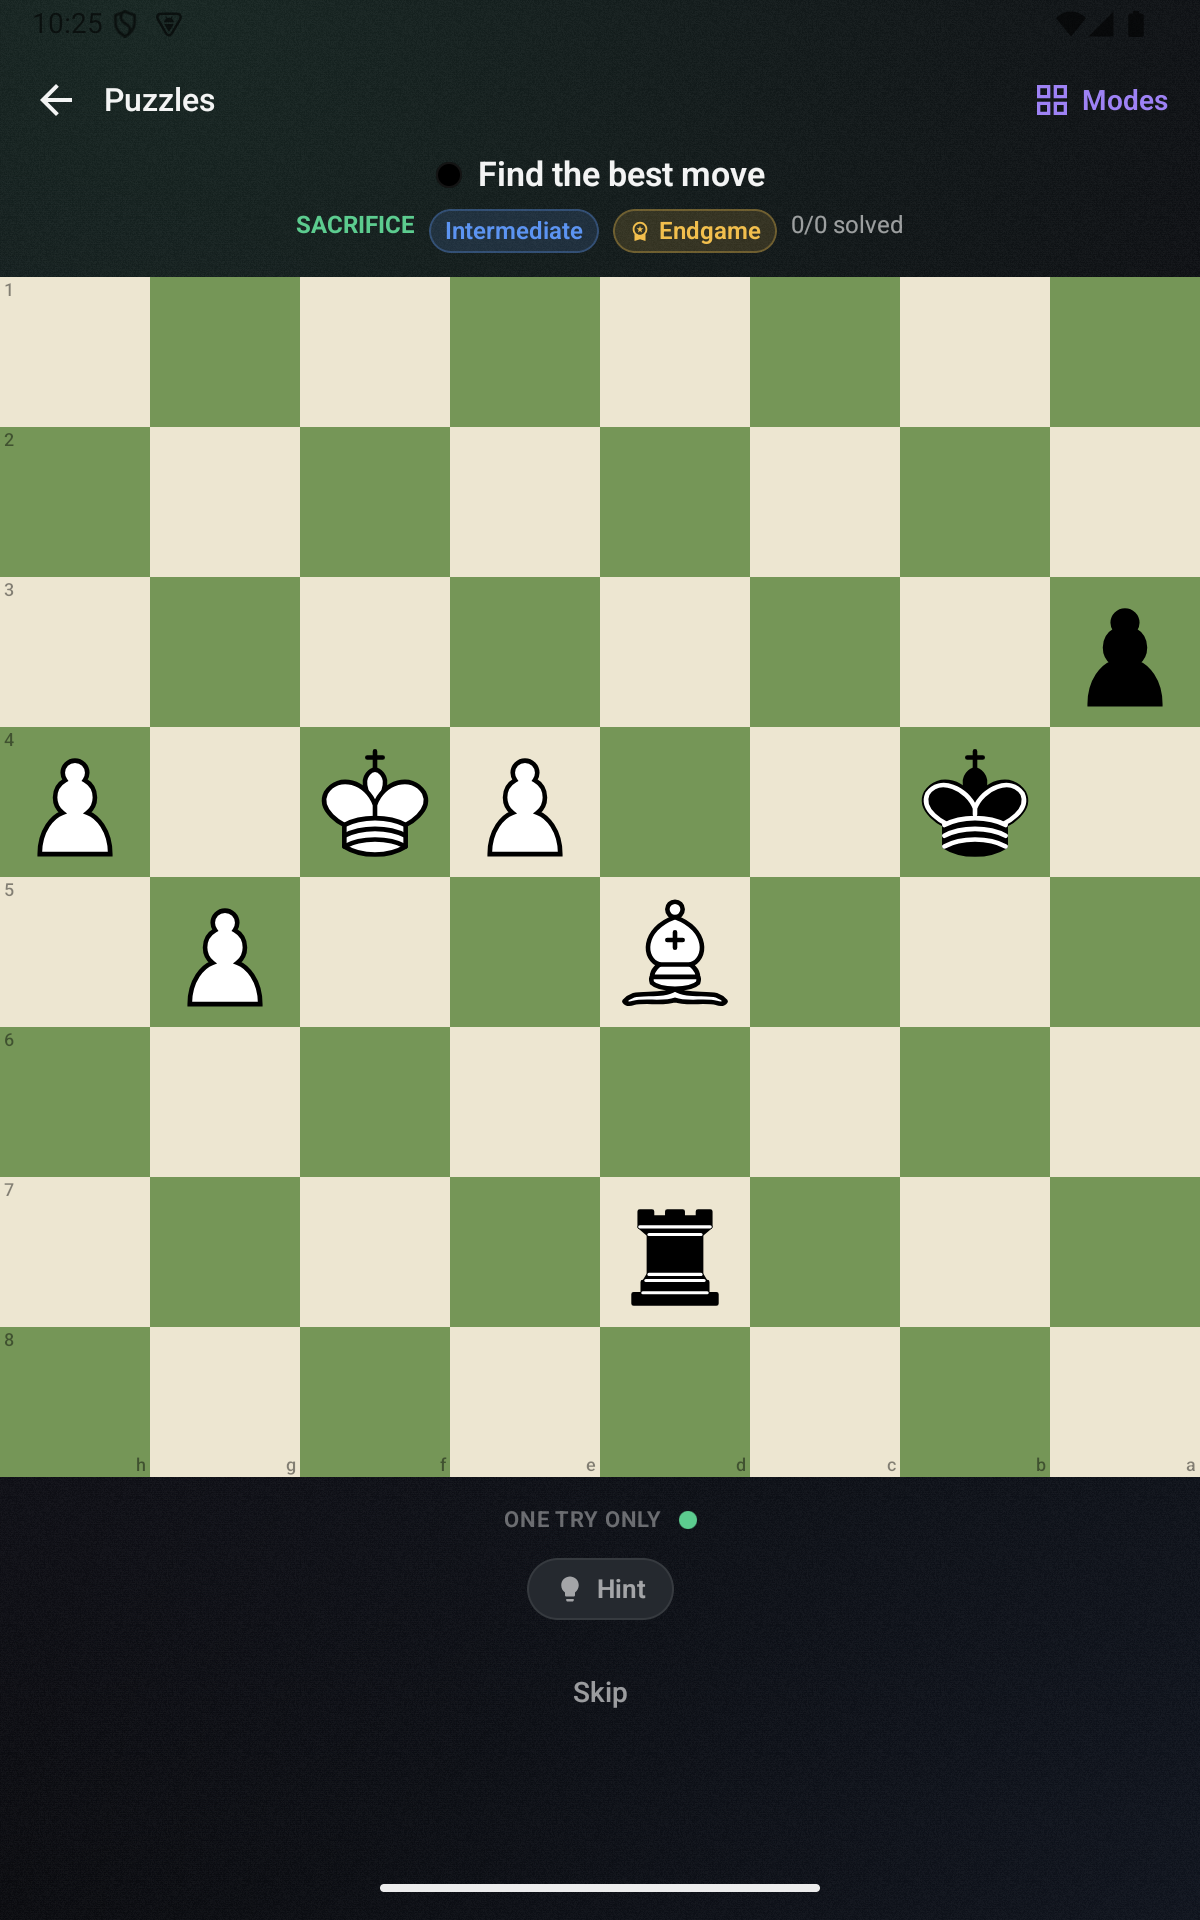 10:25
Puzzles
Modes
Find the best move
SACRIFICE Intermediate Endgame 0/0 solved
1
2
3
4
5
6
7
8
h g f e d c b a
ONE TRY ONLY
Hint
Skip